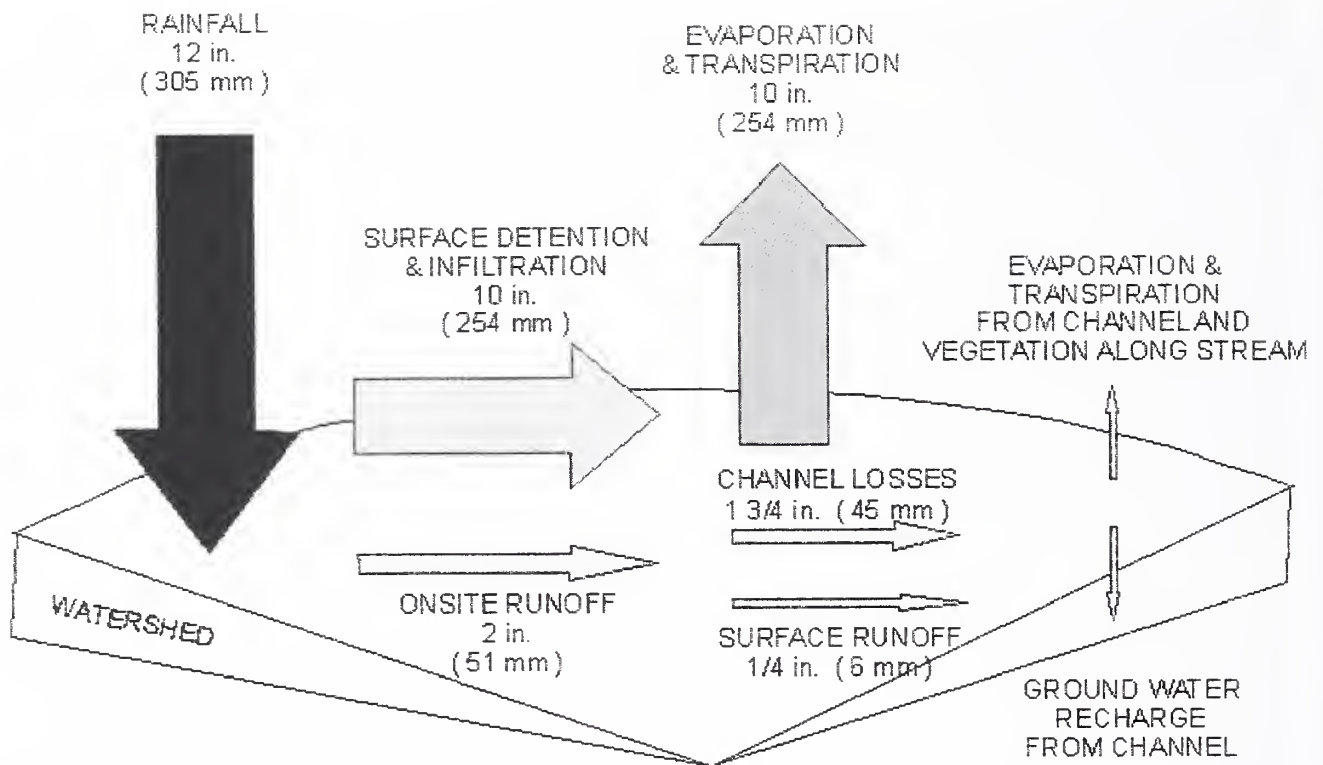 RAINFALL
12 in.
( 305 mm )
EVAPORATION
& TRANSPIRATION
10 in.
( 254 mm )
SURFACE DETENTION
& INFILTRATION
10 in.
( 254 mm )
EVAPORATION &
TRANSPIRATION
FROM CHANNELAND
VEGETATION ALONG STREAM
CHANNEL LOSSES
1 3/4 in. ( 45 mm )
WATERSHED
ONSITE RUNOFF
2 in.
( 51 mm )
SURFACE RUNOFF
1/4 in. ( 6 mm )
GROUND WATER
RECHARGE
FROM CHANNEL